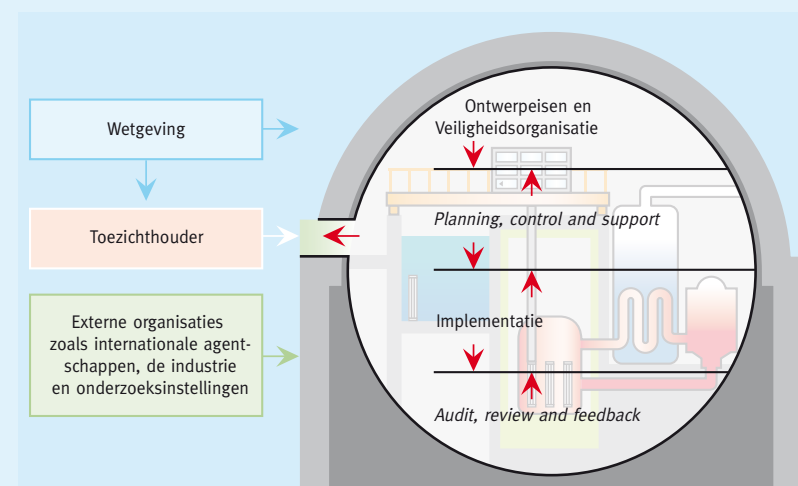 Wetgeving
Toezichthouder
Externe organisaties
zoals internationale agent-
schappen, de industrie
en onderzoeksinstellingen
Ontwerpeisen en
Veiligheidsorganisatie
Planning, control and support
Implementatie
Audit, review and feedback